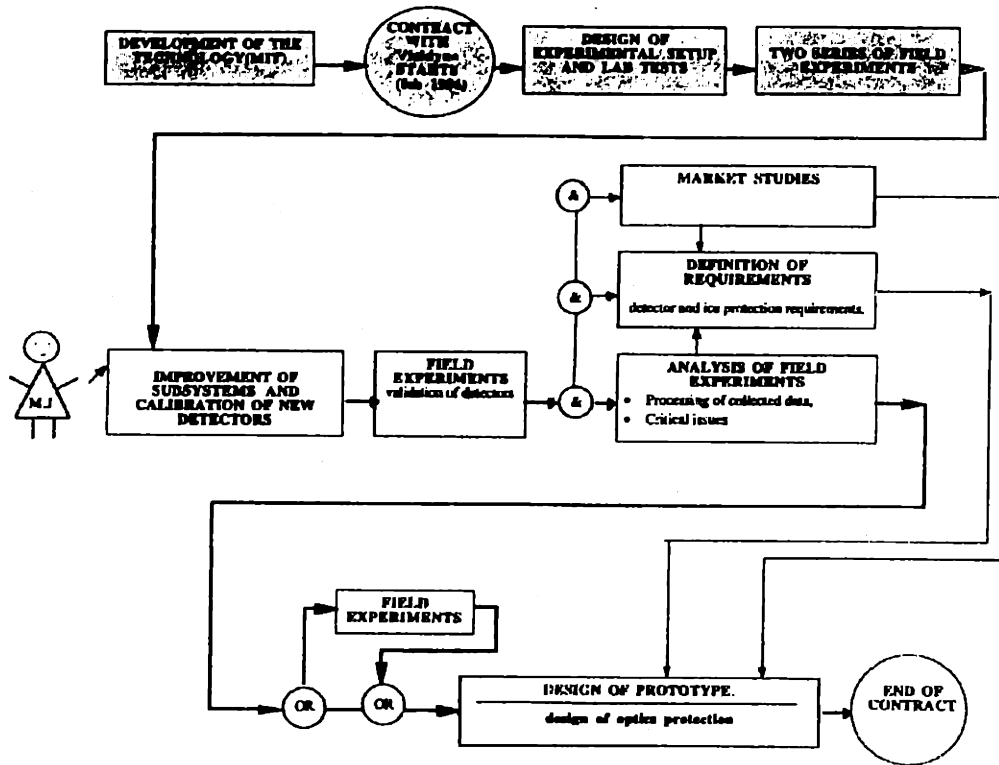 DEVELOPMENT OF THE
TECHNOLOGY(MIT).
CONTRACT
WITH
STARTS
DESIGN OF
EXPERIMENTAL SETUP
AND LAB TESTS
TWO SERIES OF FIELD
EXPERIMENTS
&
MARKET STUDIES
&
DEFINITION OF
REQUIREMENTS
detector and ice protection requirements.
M.J
IMPROVEMENT OF
SUBSYSTEMS AND
CALIBRATION OF NEW
DETECTORS
FIELD
EXPERIMENTS
validation of detectors
&
ANALYSIS OF FIELD
EXPERIMENTS
• Processing of collected data,
• Critical issues
FIELD
EXPERIMENTS
OR
OR
DESIGN OF PROTOTYPE.
design of optics protection
END OF
CONTRACT